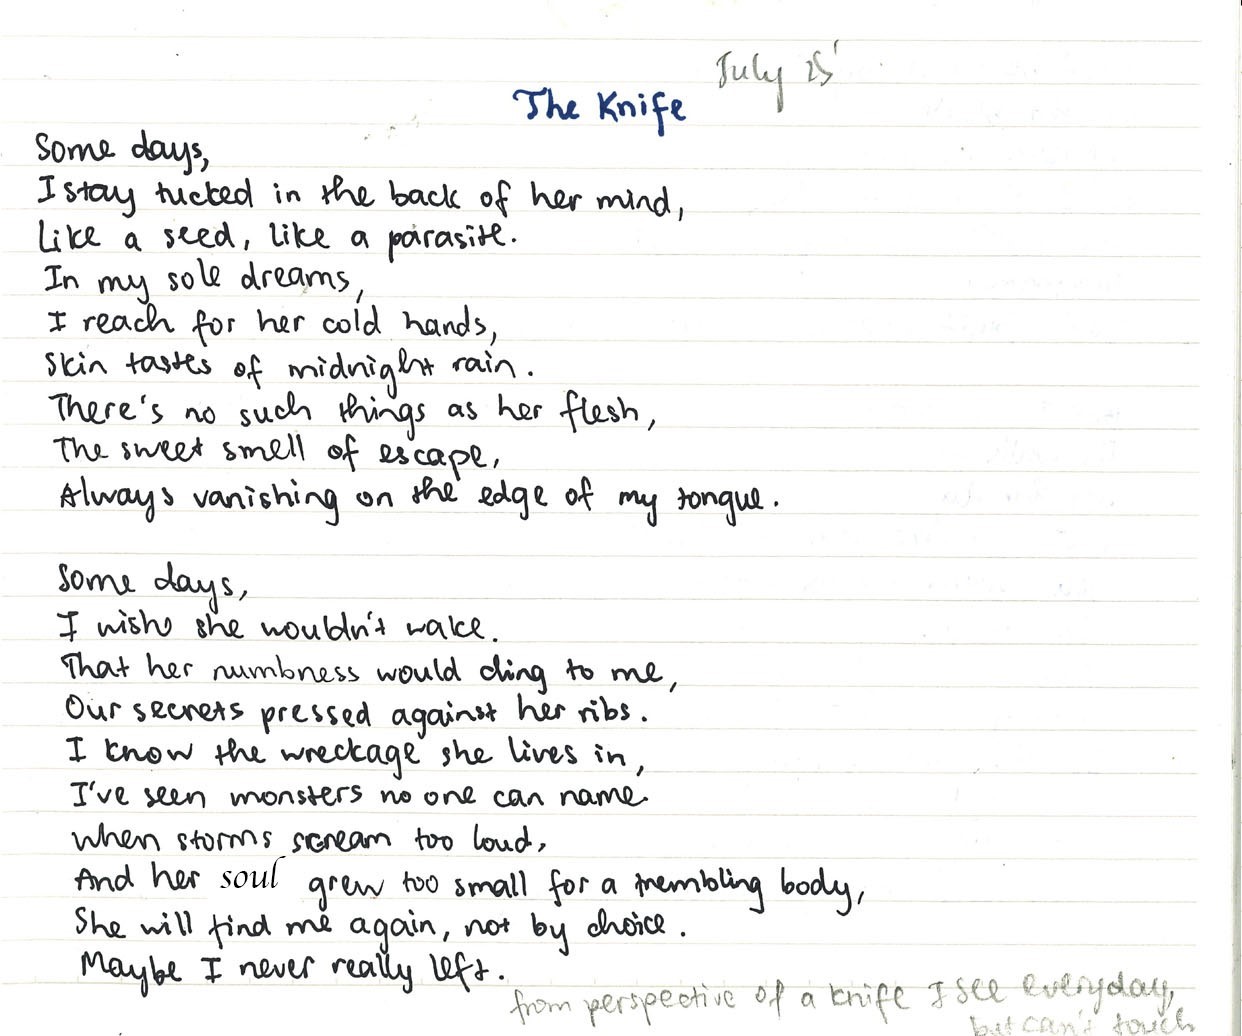 July 25'
The Knife
Some days,
I stay tucked in the back of her mind,
Like a seed, like a parasite.
In my sole dreams,
I reach for her cold hands,
Skin tastes of midnight rain.
There's no such things as her flesh,
The sweet smell of escape,
Always vanishing on the edge of my tongue.
Some days,
I wish she wouldn't wake.
That her numbness would cling to me,
Our secrets pressed against her ribs.
I know the wreckage she lives in,
I've seen monsters no one can name.
When storms scream too loud,
And her soul grew too small for a trembling body,
She will find me again, not by choice.
Maybe I never really left.
from perspective of a knife I see everyday,
but can't touch